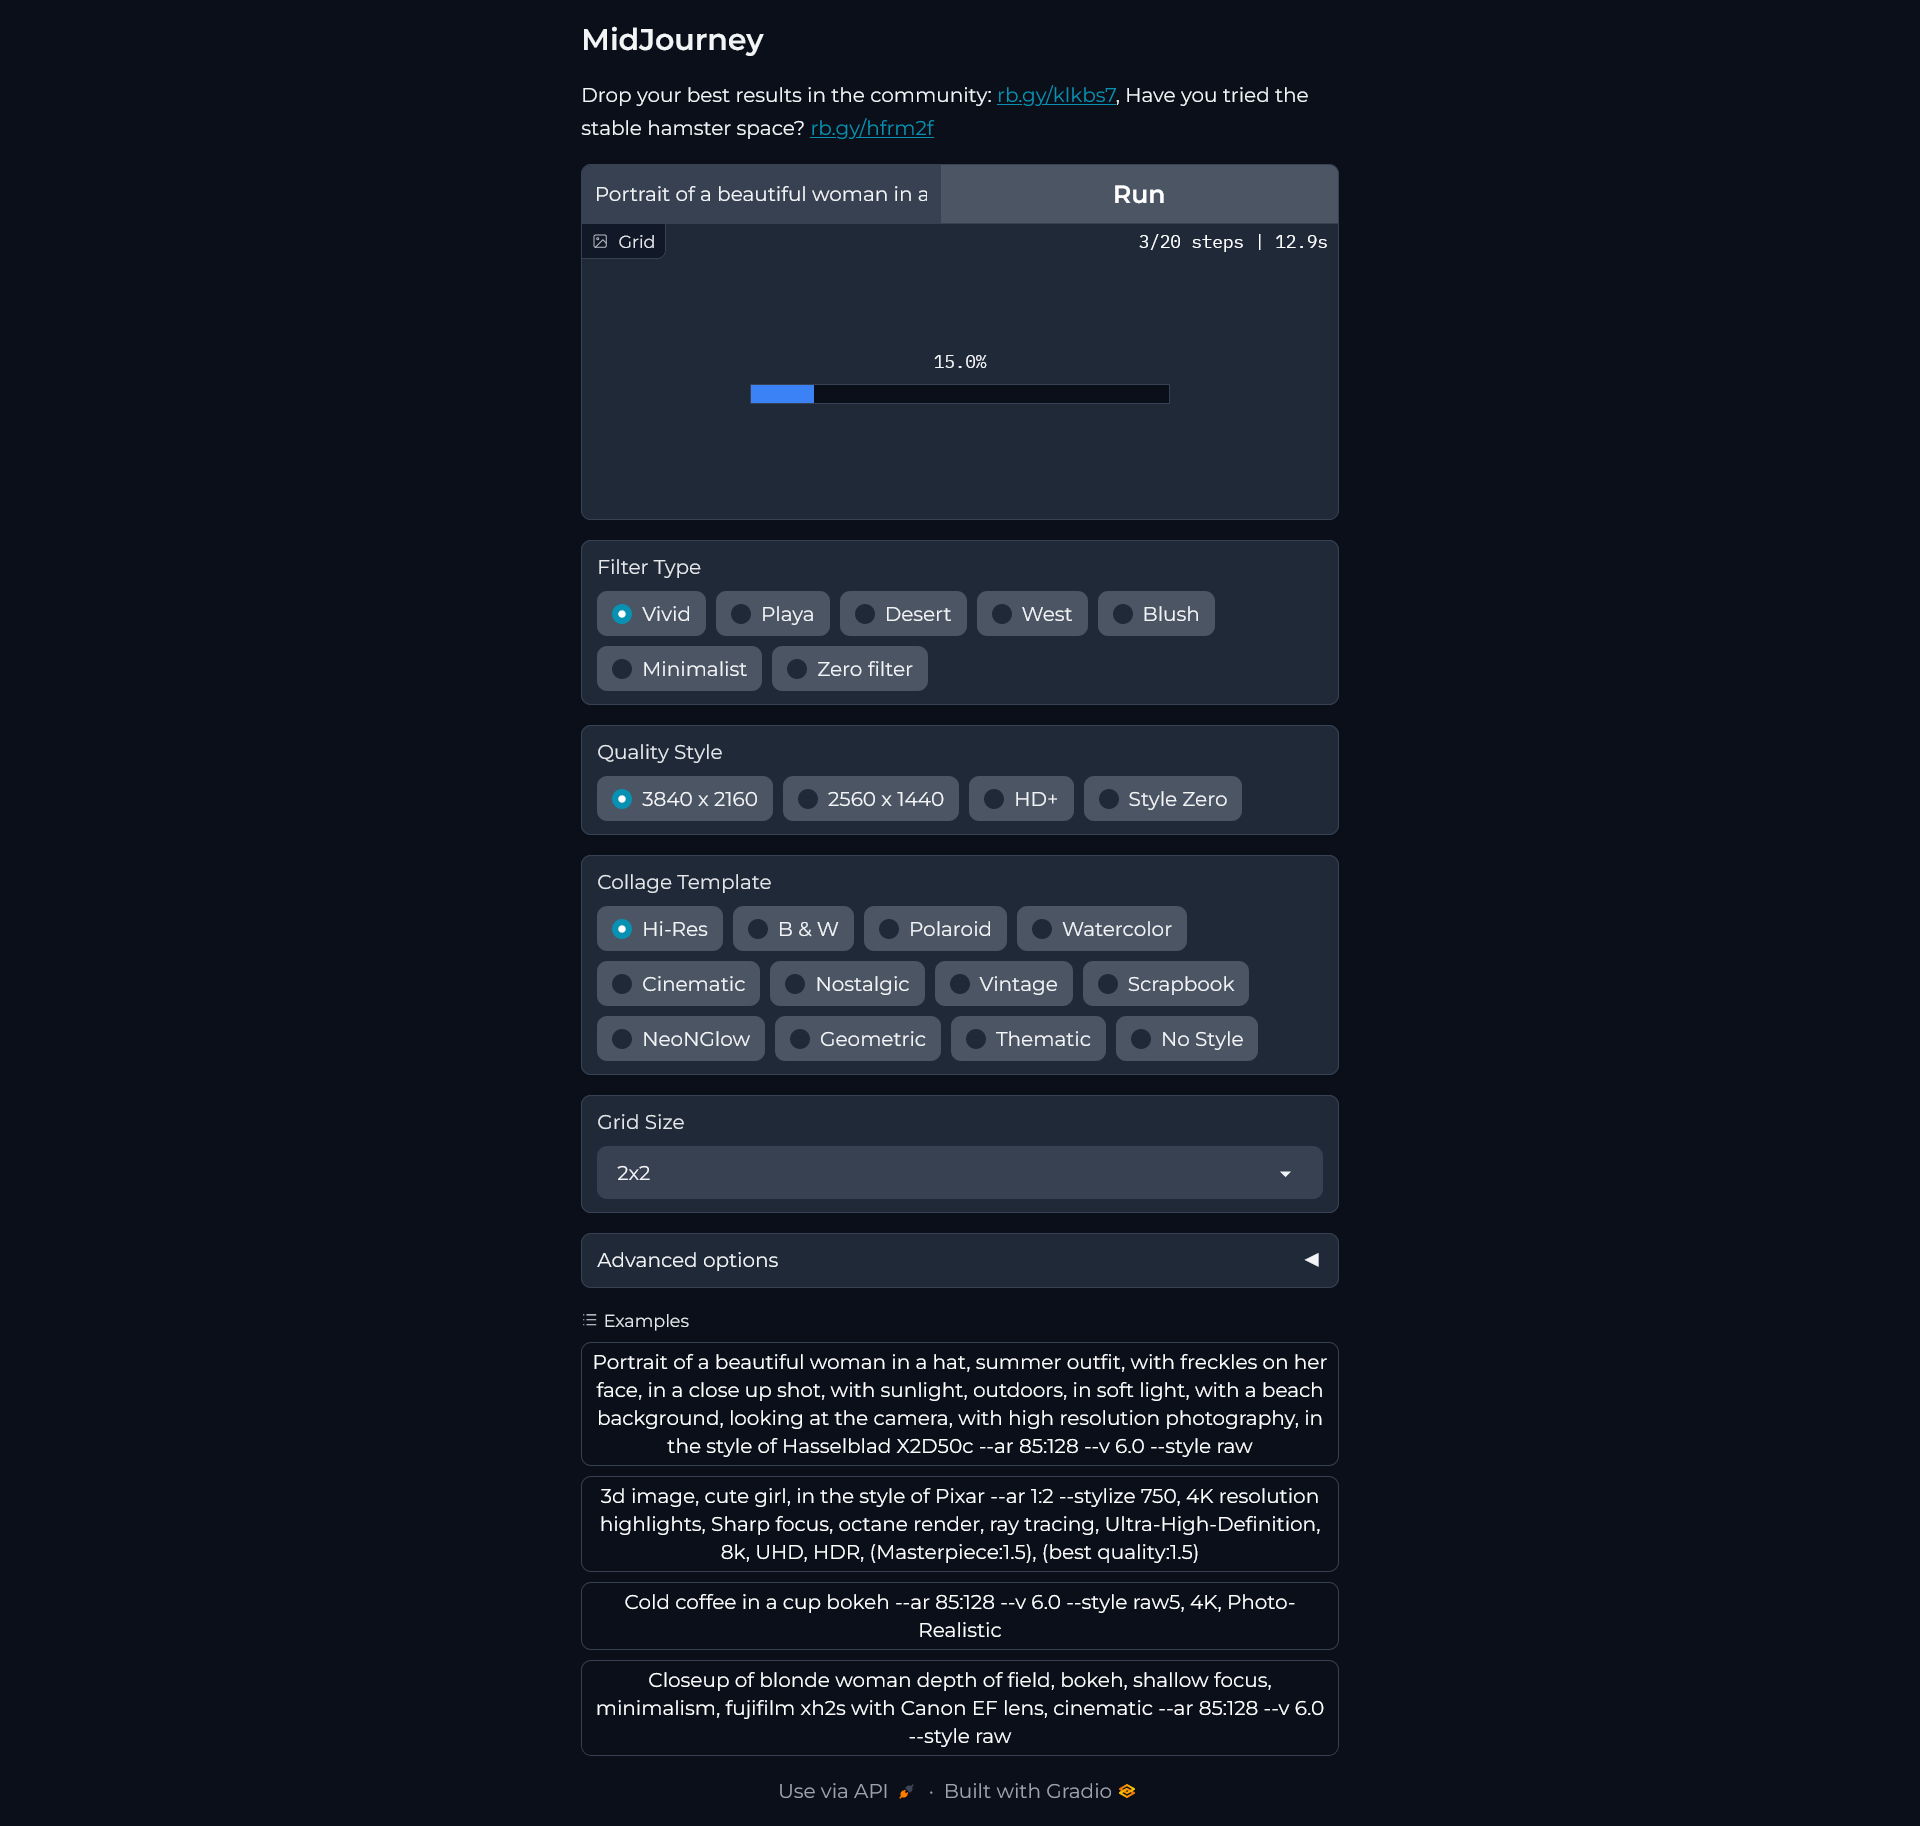 MidJourney
Drop your best results in the community: rb.gy/klkbs7, Have you tried the
stable hamster space? rb.gy/hfrm2f
Portrait of a beautiful woman in a
Run
Grid
3/20 steps | 12.9s
15.0%
Filter Type
Vivid Playa Desert West Blush
Minimalist Zero filter
Quality Style
3840 x 2160 2560 x 1440 HD+ Style Zero
Collage Template
Hi-Res B & W Polaroid Watercolor
Cinematic Nostalgic Vintage Scrapbook
NeoNGlow Geometric Thematic No Style
Grid Size
2x2
Advanced options
Examples
Portrait of a beautiful woman in a hat, summer outfit, with freckles on her
face, in a close up shot, with sunlight, outdoors, in soft light, with a beach
background, looking at the camera, with high resolution photography, in
the style of Hasselblad X2D50c --ar 85:128 --v 6.0 --style raw
3d image, cute girl, in the style of Pixar --ar 1:2 --stylize 750, 4K resolution
highlights, Sharp focus, octane render, ray tracing, Ultra-High-Definition,
8k, UHD, HDR, (Masterpiece:1.5), (best quality:1.5)
Cold coffee in a cup bokeh --ar 85:128 --v 6.0 --style raw5, 4K, Photo-
Realistic
Closeup of blonde woman depth of field, bokeh, shallow focus,
minimalism, fujifilm xh2s with Canon EF lens, cinematic --ar 85:128 --v 6.0
--style raw
Use via API · Built with Gradio